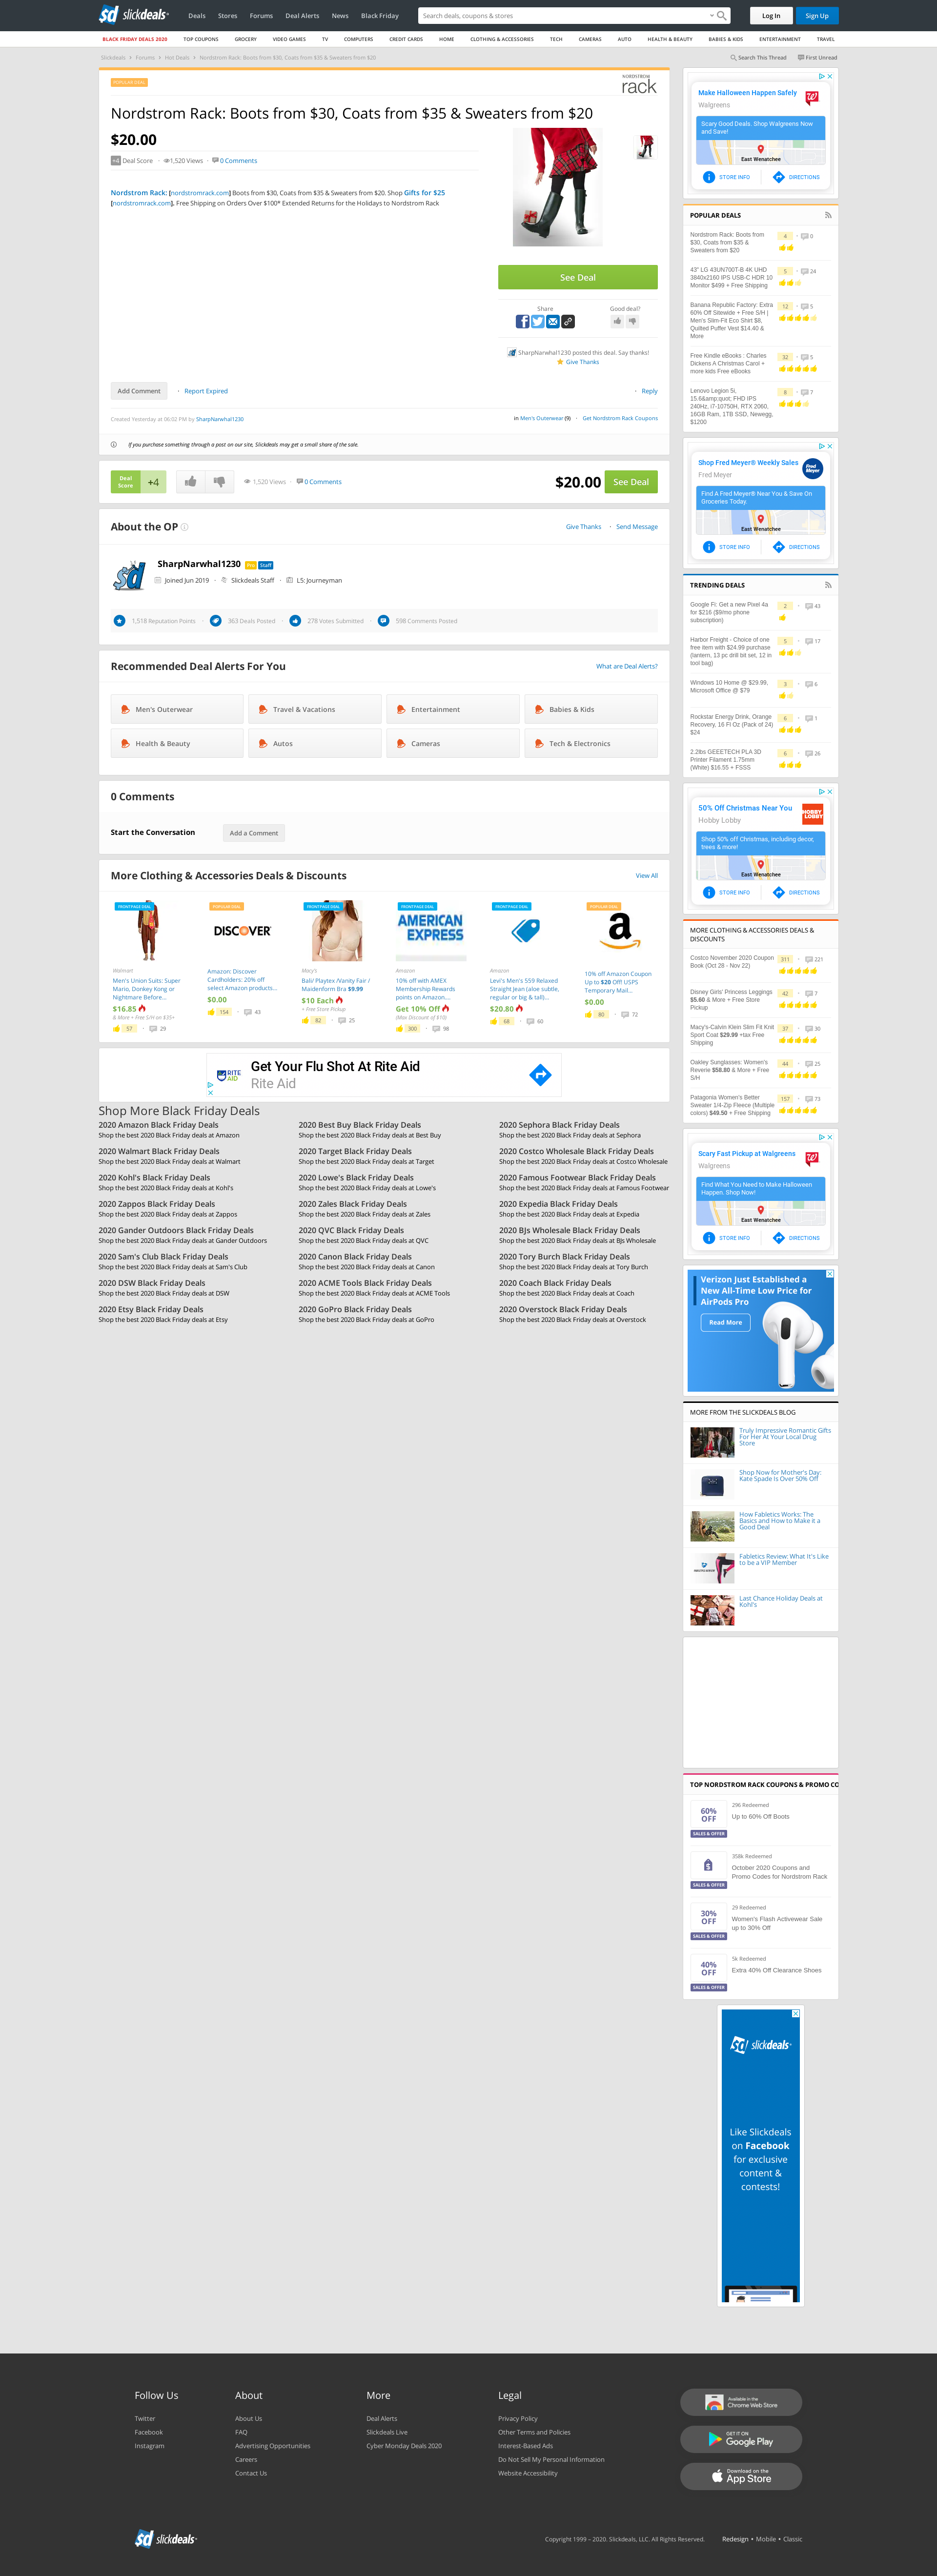 slickdeals
Deals Stores Forums Deal Alerts News Black Friday
Search deals, coupons & stores
Log In
Sign Up
BLACK FRIDAY DEALS 2020 TOP COUPONS GROCERY VIDEO GAMES TV COMPUTERS CREDIT CARDS HOME CLOTHING & ACCESSORIES TECH CAMERAS AUTO HEALTH & BEAUTY BABIES & KIDS ENTERTAINMENT TRAVEL
Slickdeals Forums Hot Deals Nordstrom Rack: Boots from $30, Coats from $35 & Sweaters from $20
Search This Thread First Unread
POPULAR DEAL
NORDSTROM
rack
Nordstrom Rack: Boots from $30, Coats from $35 & Sweaters from $20
$20.00
+4 Deal Score 1,520 Views 0 Comments
Nordstrom Rack: [nordstromrack.com] Boots from $30, Coats from $35 & Sweaters from $20. Shop Gifts for $25
[nordstromrack.com]. Free Shipping on Orders Over $100* Extended Returns for the Holidays to Nordstrom Rack
See Deal
Share
Good deal?
SharpNarwhal1230 posted this deal. Say thanks!
Give Thanks
Add Comment
Report Expired
Reply
Created Yesterday at 06:02 PM by SharpNarwhal1230
in Men's Outerwear (9) Get Nordstrom Rack Coupons
If you purchase something through a post on our site, Slickdeals may get a small share of the sale.
Deal
Score
+4
1,520 Views 0 Comments
$20.00
See Deal
About the OP
Give Thanks Send Message
SharpNarwhal1230 Pro Staff
Joined Jun 2019 Slickdeals Staff L5: Journeyman
1,518 Reputation Points 363 Deals Posted 278 Votes Submitted 598 Comments Posted
Recommended Deal Alerts For You
What are Deal Alerts?
Men's Outerwear
Travel & Vacations
Entertainment
Babies & Kids
Health & Beauty
Autos
Cameras
Tech & Electronics
0 Comments
Start the Conversation
Add a Comment
More Clothing & Accessories Deals & Discounts
View All
FRONTPAGE DEAL
Walmart
Men's Union Suits: Super
Mario, Donkey Kong or
Nightmare Before...
$16.85
& More + Free S/H on $35+
57 29
POPULAR DEAL
DISCOVER
Amazon: Discover
Cardholders: 20% off
select Amazon products...
$0.00
154 43
FRONTPAGE DEAL
Macy's
Bali/ Playtex /Vanity Fair /
Maidenform Bra $9.99
$10 Each
+ Free Store Pickup
82 25
FRONTPAGE DEAL
AMERICAN
EXPRESS
Amazon
10% off with AMEX
Membership Rewards
points on Amazon....
Get 10% Off
(Max Discount of $10)
300 98
FRONTPAGE DEAL
Amazon
Levi's Men's 559 Relaxed
Straight Jean (aloe subtle,
regular or big & tall)...
$20.80
68 60
POPULAR DEAL
a
10% off Amazon Coupon
Up to $20 Off! USPS
Temporary Mail...
$0.00
80 72
RITE
AID
Get Your Flu Shot At Rite Aid
Rite Aid
Shop More Black Friday Deals
2020 Amazon Black Friday Deals
Shop the best 2020 Black Friday deals at Amazon
2020 Best Buy Black Friday Deals
Shop the best 2020 Black Friday deals at Best Buy
2020 Sephora Black Friday Deals
Shop the best 2020 Black Friday deals at Sephora
2020 Walmart Black Friday Deals
Shop the best 2020 Black Friday deals at Walmart
2020 Target Black Friday Deals
Shop the best 2020 Black Friday deals at Target
2020 Costco Wholesale Black Friday Deals
Shop the best 2020 Black Friday deals at Costco Wholesale
2020 Kohl's Black Friday Deals
Shop the best 2020 Black Friday deals at Kohl's
2020 Lowe's Black Friday Deals
Shop the best 2020 Black Friday deals at Lowe's
2020 Famous Footwear Black Friday Deals
Shop the best 2020 Black Friday deals at Famous Footwear
2020 Zappos Black Friday Deals
Shop the best 2020 Black Friday deals at Zappos
2020 Zales Black Friday Deals
Shop the best 2020 Black Friday deals at Zales
2020 Expedia Black Friday Deals
Shop the best 2020 Black Friday deals at Expedia
2020 Gander Outdoors Black Friday Deals
Shop the best 2020 Black Friday deals at Gander Outdoors
2020 QVC Black Friday Deals
Shop the best 2020 Black Friday deals at QVC
2020 BJs Wholesale Black Friday Deals
Shop the best 2020 Black Friday deals at BJs Wholesale
2020 Sam's Club Black Friday Deals
Shop the best 2020 Black Friday deals at Sam's Club
2020 Canon Black Friday Deals
Shop the best 2020 Black Friday deals at Canon
2020 Tory Burch Black Friday Deals
Shop the best 2020 Black Friday deals at Tory Burch
2020 DSW Black Friday Deals
Shop the best 2020 Black Friday deals at DSW
2020 ACME Tools Black Friday Deals
Shop the best 2020 Black Friday deals at ACME Tools
2020 Coach Black Friday Deals
Shop the best 2020 Black Friday deals at Coach
2020 Etsy Black Friday Deals
Shop the best 2020 Black Friday deals at Etsy
2020 GoPro Black Friday Deals
Shop the best 2020 Black Friday deals at GoPro
2020 Overstock Black Friday Deals
Shop the best 2020 Black Friday deals at Overstock
Make Halloween Happen Safely
Walgreens
Scary Good Deals. Shop Walgreens Now
and Save!
East Wenatchee
STORE INFO DIRECTIONS
POPULAR DEALS
Nordstrom Rack: Boots from
$30, Coats from $35 &
Sweaters from $20
4 0
43" LG 43UN700T-B 4K UHD
3840x2160 IPS USB-C HDR 10
Monitor $499 + Free Shipping
5 24
Banana Republic Factory: Extra
60% Off Sitewide + Free S/H |
Men's Slim-Fit Eco Shirt $8,
Quilted Puffer Vest $14.40 &
More
12 5
Free Kindle eBooks : Charles
Dickens A Christmas Carol +
more kids Free eBooks
32 5
Lenovo Legion 5i,
15.6&amp;quot; FHD IPS
240Hz, i7-10750H, RTX 2060,
16GB Ram, 1TB SSD, Newegg,
$1200
8 7
Shop Fred Meyer® Weekly Sales
Fred Meyer
Find A Fred Meyer® Near You & Save On
Groceries Today.
East Wenatchee
STORE INFO DIRECTIONS
TRENDING DEALS
Google Fi: Get a new Pixel 4a
for $216 ($9/mo phone
subscription)
2 43
Harbor Freight - Choice of one
free item with $24.99 purchase
(lantern, 13 pc drill bit set, 12 in
tool bag)
5 17
Windows 10 Home @ $29.99,
Microsoft Office @ $79
3 6
Rockstar Energy Drink, Orange
Recovery, 16 Fl Oz (Pack of 24)
$24
6 1
2.2lbs GEEETECH PLA 3D
Printer Filament 1.75mm
(White) $16.55 + FSSS
6 26
50% Off Christmas Near You
Hobby Lobby
HOBBY
LOBBY
Shop 50% off Christmas, including decor,
trees & more!
East Wenatchee
STORE INFO DIRECTIONS
MORE CLOTHING & ACCESSORIES DEALS &
DISCOUNTS
Costco November 2020 Coupon
Book (Oct 28 - Nov 22)
311 221
Disney Girls' Princess Leggings
$5.60 & More + Free Store
Pickup
42 7
Macy's-Calvin Klein Slim Fit Knit
Sport Coat $29.99 +tax Free
Shipping
37 30
Oakley Sunglasses: Women's
Reverie $58.80 & More + Free
S/H
44 25
Patagonia Women's Better
Sweater 1/4-Zip Fleece (Multiple
colors) $49.50 + Free Shipping
157 73
Scary Fast Pickup at Walgreens
Walgreens
Find What You Need to Make Halloween
Happen. Shop Now!
East Wenatchee
STORE INFO DIRECTIONS
Verizon Just Established a
New All-Time Low Price for
AirPods Pro
Read More
MORE FROM THE SLICKDEALS BLOG
Truly Impressive Romantic Gifts
For Her At Your Local Drug
Store
Shop Now for Mother's Day:
Kate Spade Is Over 50% Off
How Fabletics Works: The
Basics and How to Make it a
Good Deal
Fabletics Review: What It's Like
to be a VIP Member
Last Chance Holiday Deals at
Kohl's
TOP NORDSTROM RACK COUPONS & PROMO CO
60%
OFF
SALES & OFFER
296 Redeemed
Up to 60% Off Boots
SALES & OFFER
358k Redeemed
October 2020 Coupons and
Promo Codes for Nordstrom Rack
30%
OFF
SALES & OFFER
29 Redeemed
Women's Flash Activewear Sale
up to 30% Off
40%
OFF
SALES & OFFER
5k Redeemed
Extra 40% Off Clearance Shoes
slickdeals
Like Slickdeals
on Facebook
for exclusive
content &
contests!
Follow Us
Twitter
Facebook
Instagram
About
About Us
FAQ
Advertising Opportunities
Careers
Contact Us
More
Deal Alerts
Slickdeals Live
Cyber Monday Deals 2020
Legal
Privacy Policy
Other Terms and Policies
Interest-Based Ads
Do Not Sell My Personal Information
Website Accessibility
Available in the
Chrome Web Store
GET IT ON
Google Play
Download on the
App Store
slickdeals
Copyright 1999 – 2020. Slickdeals, LLC. All Rights Reserved.
Redesign • Mobile • Classic